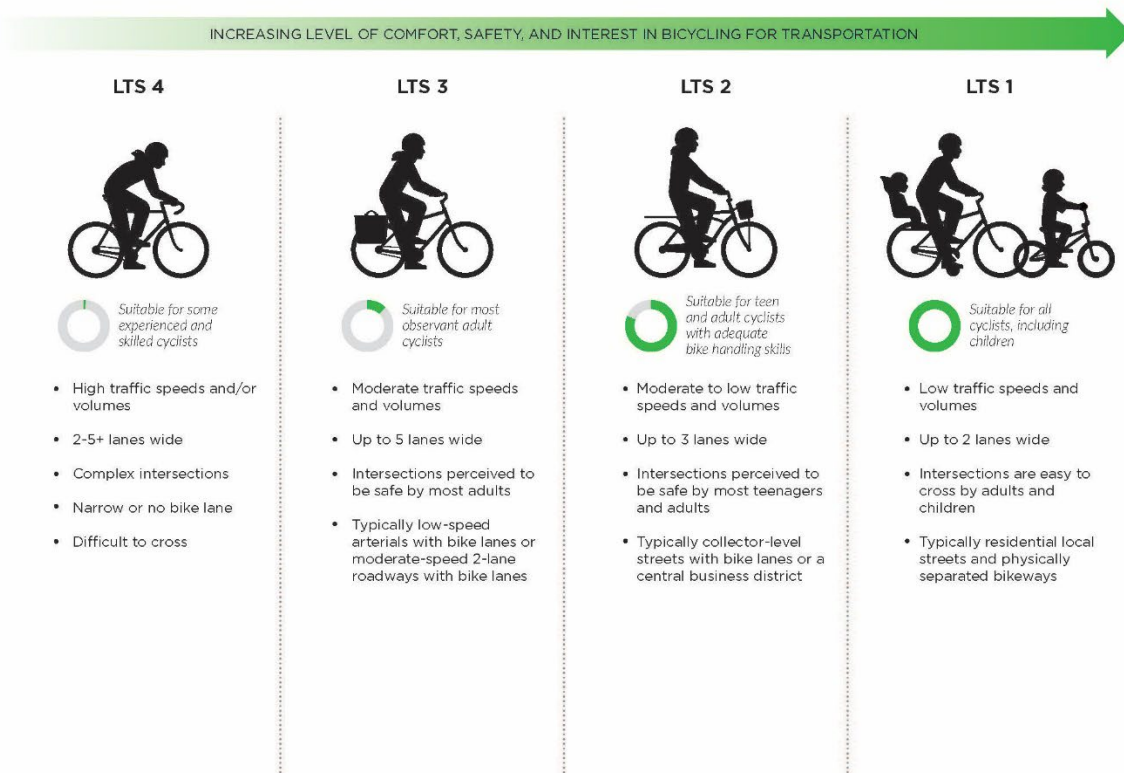 INCREASING LEVEL OF COMFORT, SAFETY, AND INTEREST IN BICYCLING FOR TRANSPORTATION
LTS 4
Suitable for some
experienced and
skilled cyclists
• High traffic speeds and/or
volumes
• 2-5+ lanes wide
• Complex intersections
• Narrow or no bike lane
• Difficult to cross
LTS 3
Suitable for most
observant adult
cyclists
• Moderate traffic speeds
and volumes
• Up to 5 lanes wide
• Intersections perceived to
be safe by most adults
• Typically low-speed
arterials with bike lanes or
moderate-speed 2-lane
roadways with bike lanes
LTS 2
Suitable for teen
and adult cyclists
with adequate
bike handling skills
• Moderate to low traffic
speeds and volumes
• Up to 3 lanes wide
• Intersections perceived to
be safe by most teenagers
and adults
• Typically collector-level
streets with bike lanes or a
central business district
LTS 1
Suitable for all
cyclists, including
children
• Low traffic speeds and
volumes
• Up to 2 lanes wide
• Intersections are easy to
cross by adults and
children
• Typically residential local
streets and physically
separated bikeways